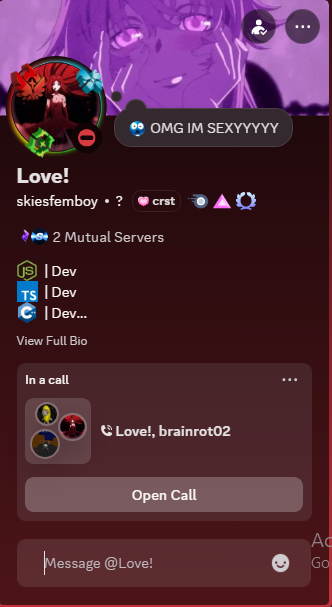 OMG IM SEXYYYYY
Love!
skiesfemboy • ? crst
2 Mutual Servers
JS | Dev
TS | Dev
C | Dev...
View Full Bio
In a call
Love!, brainrot02
Open Call
Message @Love!
Ac
Go